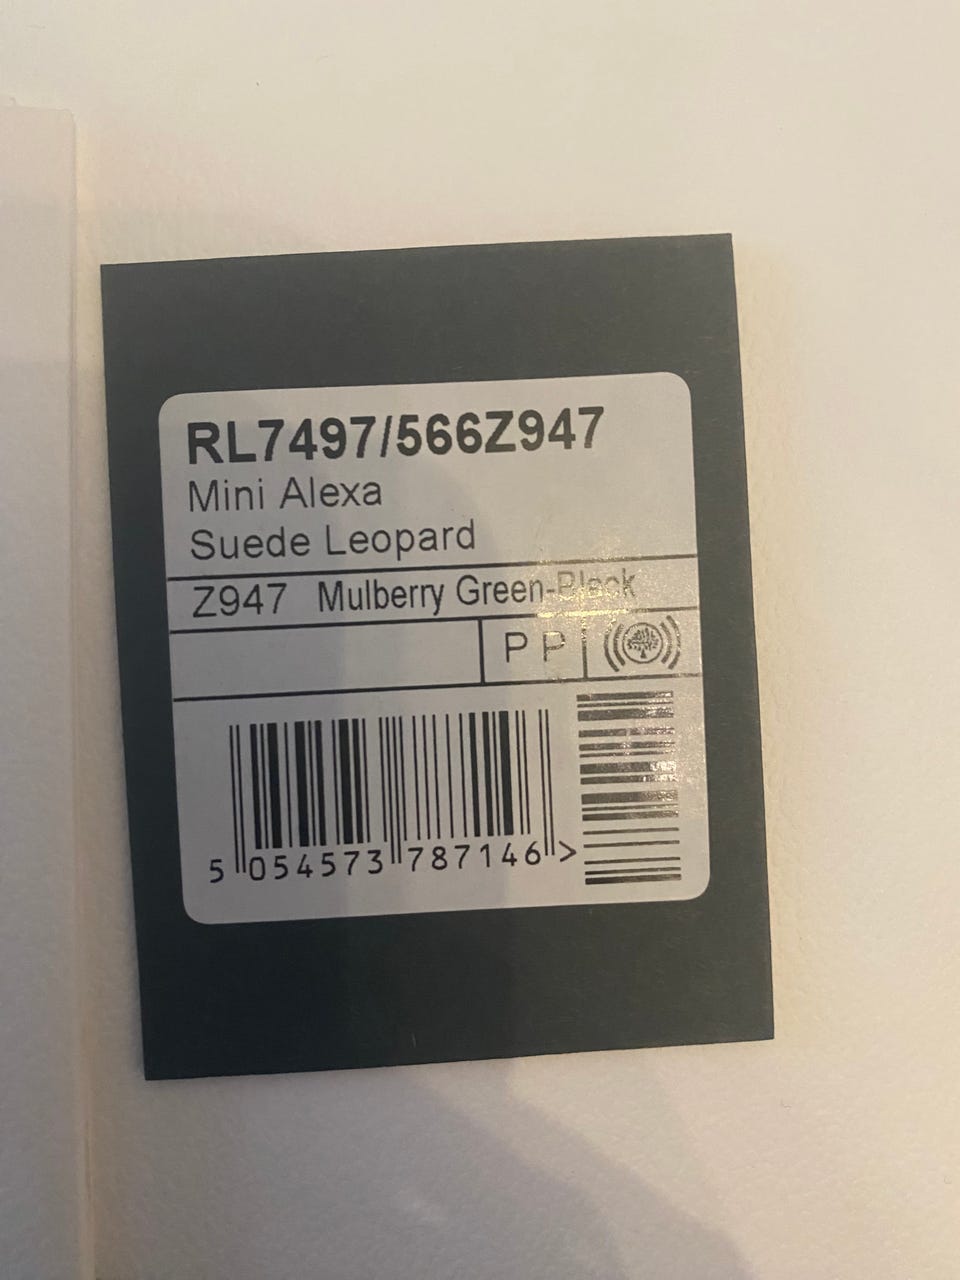 RL7497/566Z947
Mini Alexa
Suede Leopard
Z947 Mulberry Green-Black
P P
5 054573 787146 >